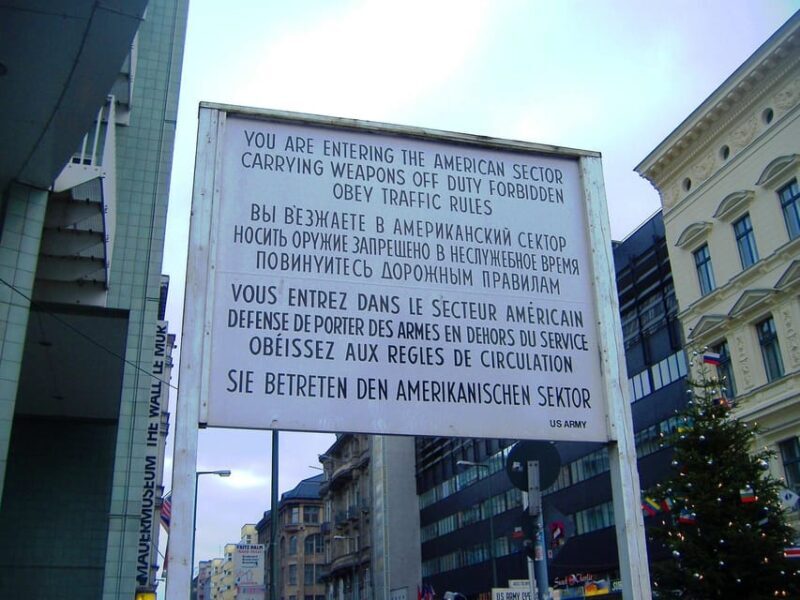 YOU ARE ENTERING THE AMERICAN SECTOR
CARRYING WEAPONS OFF DUTY FORBIDDEN
OBEY TRAFFIC RULES
ВЫ ВЪЕЗЖАЕТЕ В АМЕРИКАНСКИЙ СЕКТОР
НОСИТЬ ОРУЖИЕ ЗАПРЕЩЕНО В НЕСЛУЖЕБНОЕ ВРЕМЯ
ПОВИНУЙТЕСЬ ДОРОЖНЫМ ПРАВИЛАМ
VOUS ENTREZ DANS LE SECTEUR AMÉRICAIN
DEFENSE DE PORTER DES ARMES EN DEHORS DU SERVICE
OBÉISSEZ AUX REGLES DE CIRCULATION
SIE BETRETEN DEN AMERIKANISCHEN SEKTOR
US ARMY
MAUERMUSEUM THE WALL LE MUR